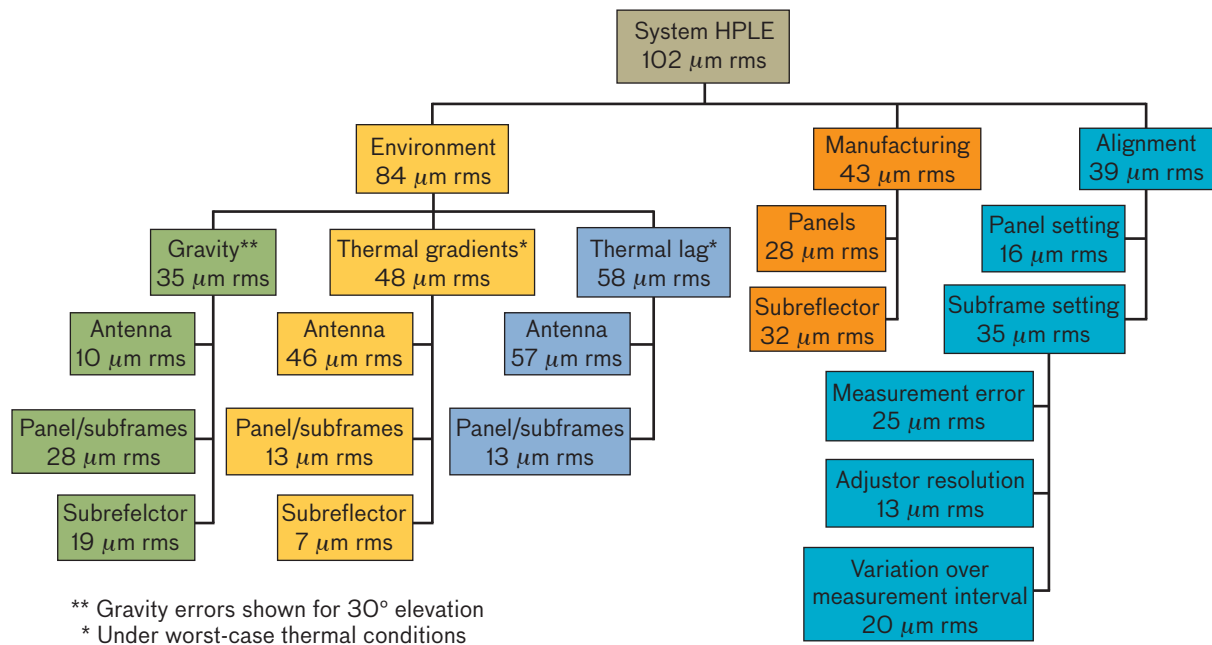 System HPLE
102 μm rms
Environment
84 μm rms
Manufacturing
43 μm rms
Alignment
39 μm rms
Gravity**
35 μm rms
Thermal gradients*
48 μm rms
Thermal lag*
58 μm rms
Panels
28 μm rms
Panel setting
16 μm rms
Antenna
10 μm rms
Antenna
46 μm rms
Antenna
57 μm rms
Subreflector
32 μm rms
Subframe setting
35 μm rms
Panel/subframes
28 μm rms
Panel/subframes
13 μm rms
Panel/subframes
13 μm rms
Measurement error
25 μm rms
Subrefelctor
19 μm rms
Subreflector
7 μm rms
Adjustor resolution
13 μm rms
Variation over
measurement interval
20 μm rms
** Gravity errors shown for 30° elevation
* Under worst-case thermal conditions